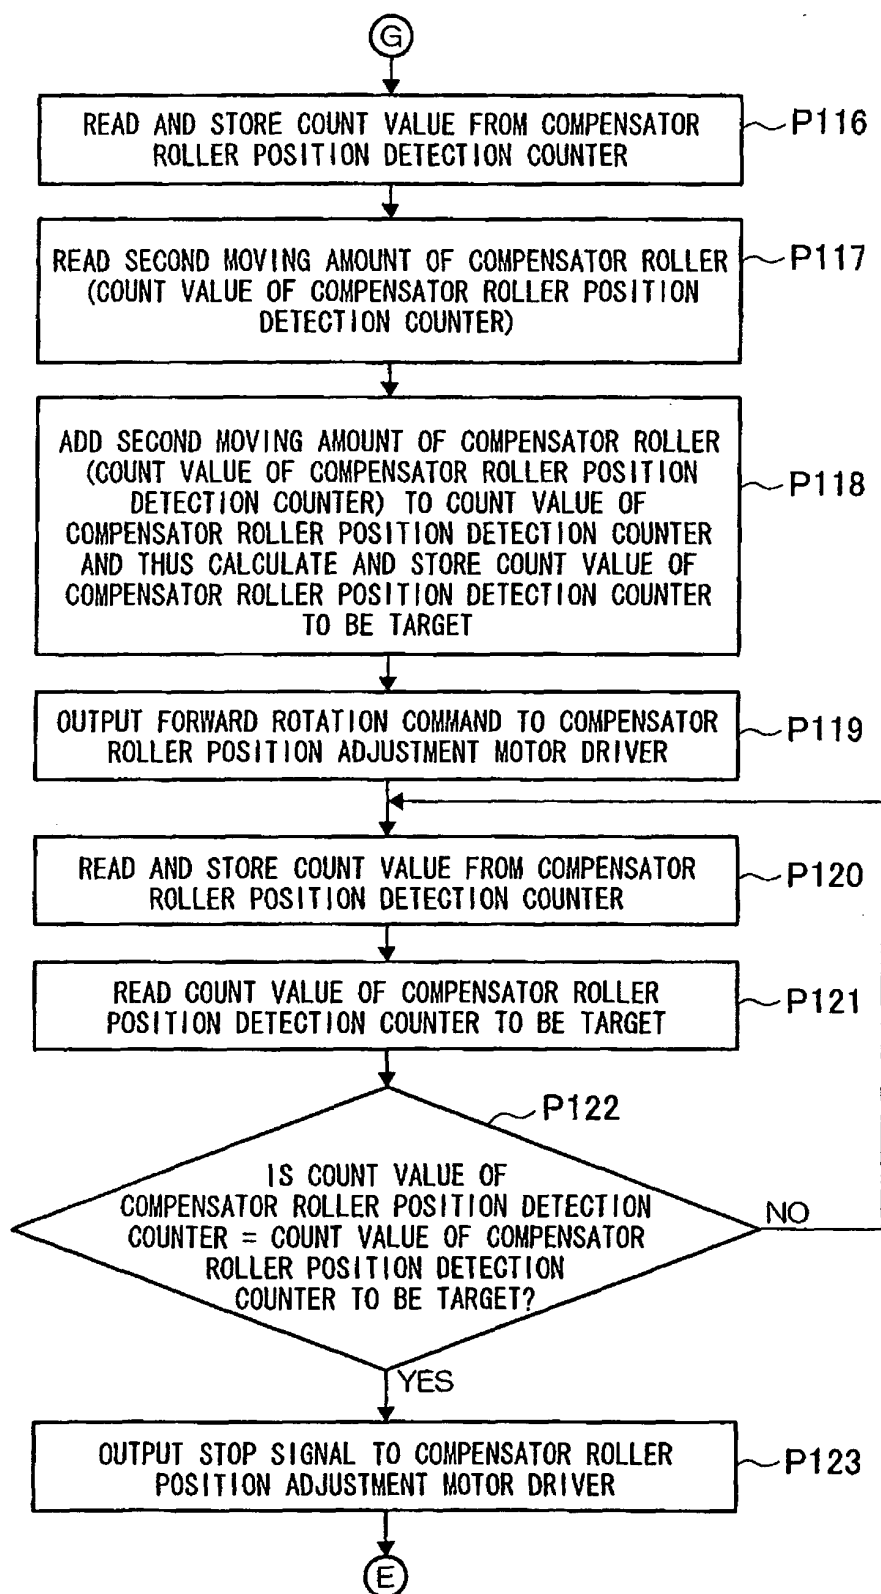 G
READ AND STORE COUNT VALUE FROM COMPENSATOR
ROLLER POSITION DETECTION COUNTER
P116
READ SECOND MOVING AMOUNT OF COMPENSATOR ROLLER
(COUNT VALUE OF COMPENSATOR ROLLER POSITION
DETECTION COUNTER)
P117
ADD SECOND MOVING AMOUNT OF COMPENSATOR ROLLER
(COUNT VALUE OF COMPENSATOR ROLLER POSITION
DETECTION COUNTER) TO COUNT VALUE OF
COMPENSATOR ROLLER POSITION DETECTION COUNTER
AND THUS CALCULATE AND STORE COUNT VALUE OF
COMPENSATOR ROLLER POSITION DETECTION COUNTER
TO BE TARGET
P118
OUTPUT FORWARD ROTATION COMMAND TO COMPENSATOR
ROLLER POSITION ADJUSTMENT MOTOR DRIVER
P119
READ AND STORE COUNT VALUE FROM COMPENSATOR
ROLLER POSITION DETECTION COUNTER
P120
READ COUNT VALUE OF COMPENSATOR ROLLER
POSITION DETECTION COUNTER TO BE TARGET
P121
P122
IS COUNT VALUE OF
COMPENSATOR ROLLER POSITION DETECTION
COUNTER = COUNT VALUE OF COMPENSATOR
ROLLER POSITION DETECTION
COUNTER TO BE TARGET?
NO
YES
OUTPUT STOP SIGNAL TO COMPENSATOR ROLLER
POSITION ADJUSTMENT MOTOR DRIVER
P123
E